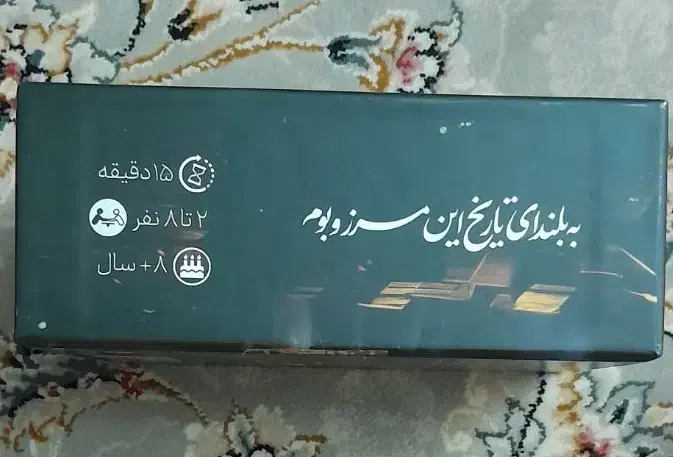 به بلندای تاریخ این مرز و بوم
۱۵ دقیقه
۲ تا ۸ نفر
۸+ سال